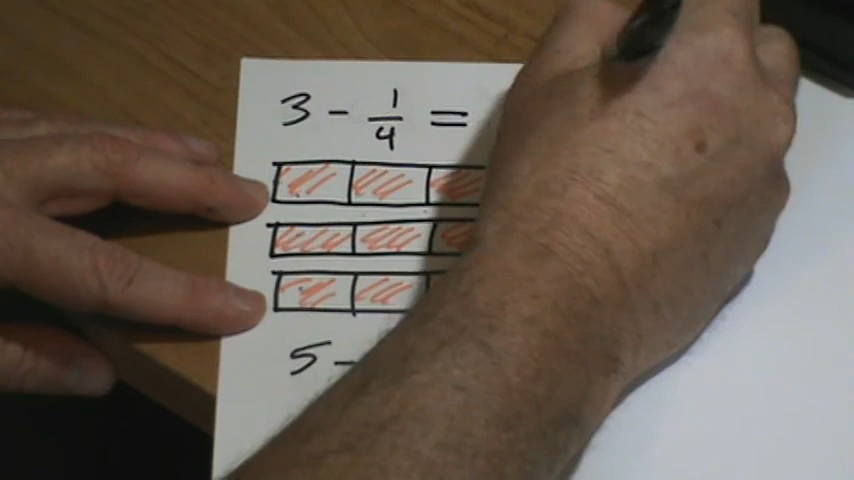 3 - 1/4 =
5 -